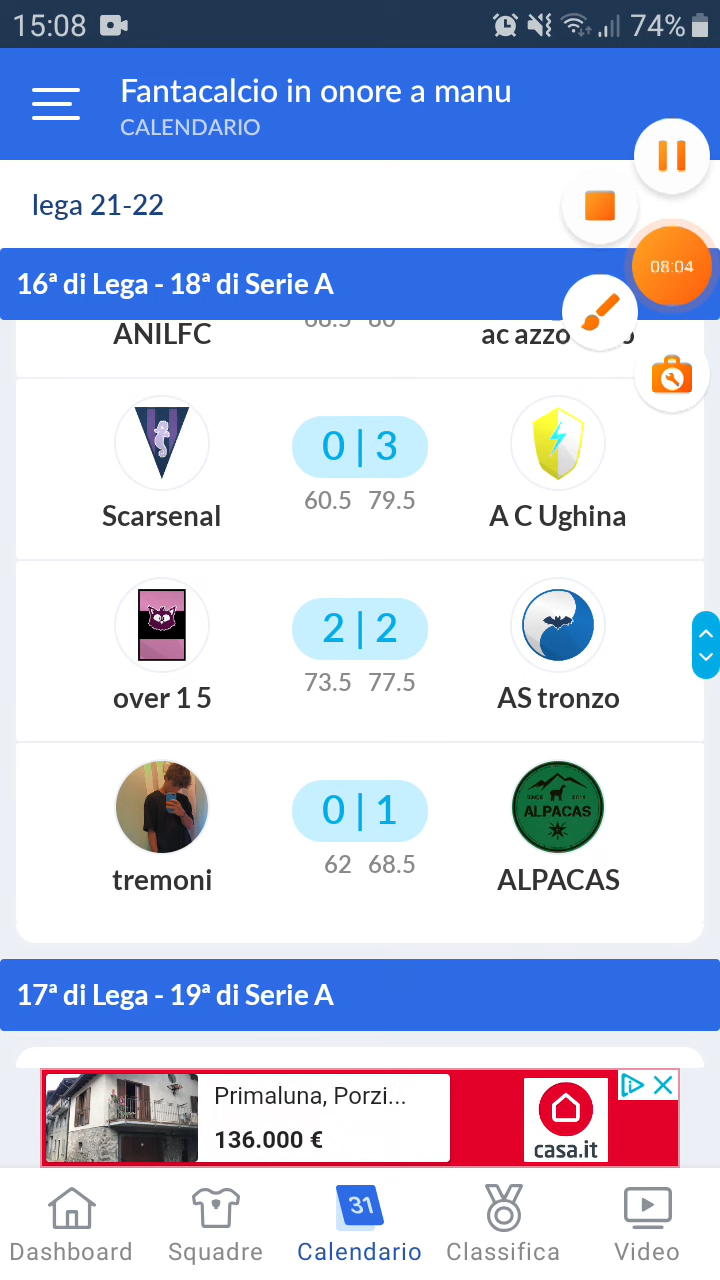 15:08 74%
Fantacalcio in onore a manu
CALENDARIO
lega 21-22
08:04
16ª di Lega - 18ª di Serie A
ANILFC
ac azzo
0 | 3
60.5 79.5
Scarsenal
A C Ughina
2 | 2
73.5 77.5
over 1 5
AS tronzo
0 | 1
62 68.5
tremoni
SINCE 2019
ALPACAS
ALPACAS
17ª di Lega - 19ª di Serie A
Primaluna, Porzi...
136.000 €
casa.it
31
Dashboard Squadre Calendario Classifica Video